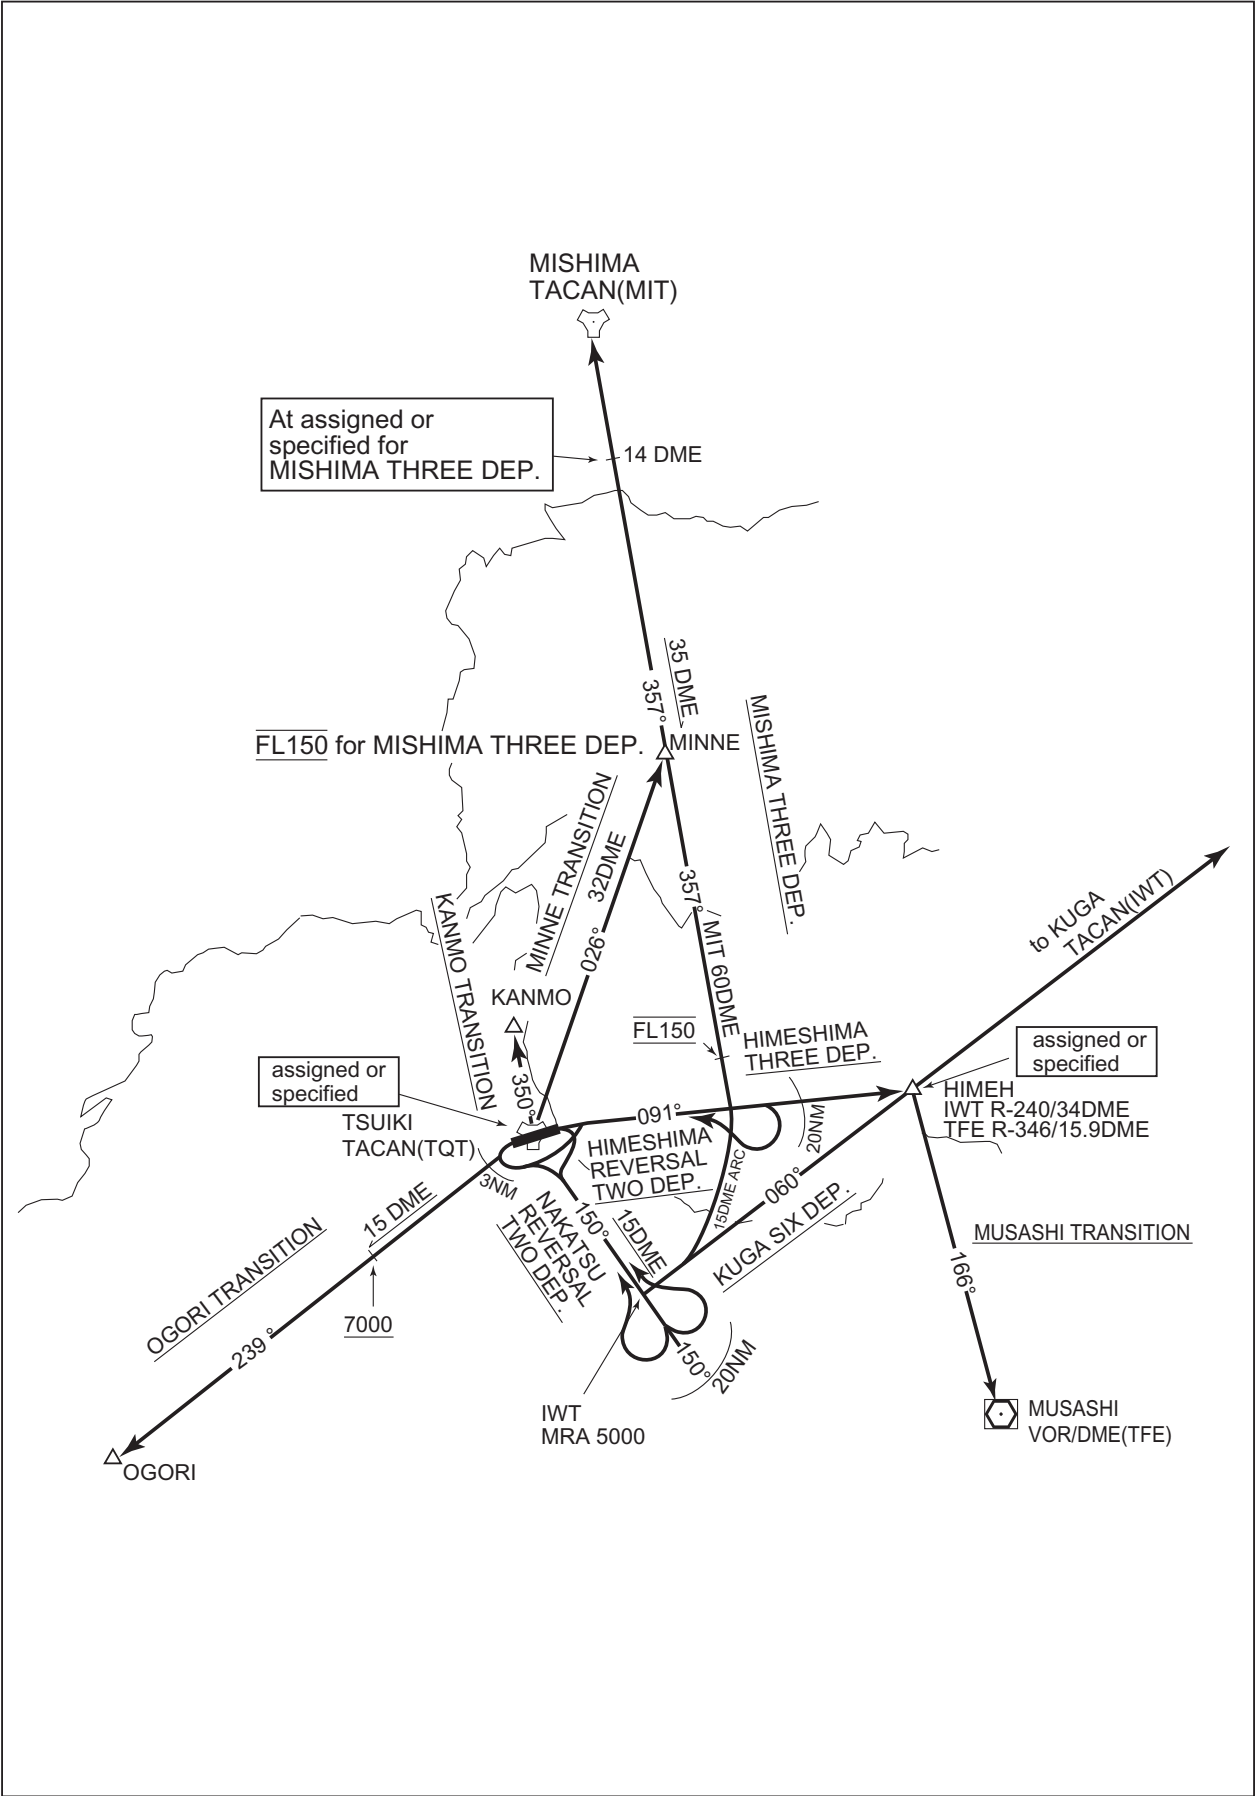 MISHIMA
TACAN(MIT)
At assigned or
specified for
MISHIMA THREE DEP.
14 DME
35 DME
357°
FL150 for MISHIMA THREE DEP.
MINNE
MISHIMA THREE DEP.
MINNE TRANSITION
32DME
026°
357°
MIT 60DME
KANMO TRANSITION
KANMO
350°
to KUGA
TACAN(IWT)
FL150
HIMESHIMA
THREE DEP.
assigned or
specified
assigned or
specified
HIMEH
IWT R-240/34DME
TFE R-346/15.9DME
TSUIKI
TACAN(TQT)
091°
20NM
HIMESHIMA
REVERSAL
TWO DEP.
15DME ARC
060°
3NM
NAKATSU
REVERSAL
TWO DEP.
150°
15DME
KUGA SIX DEP.
15 DME
OGORI TRANSITION
7000
239°
MUSASHI TRANSITION
166°
150°
20NM
IWT
MRA 5000
MUSASHI
VOR/DME(TFE)
OGORI